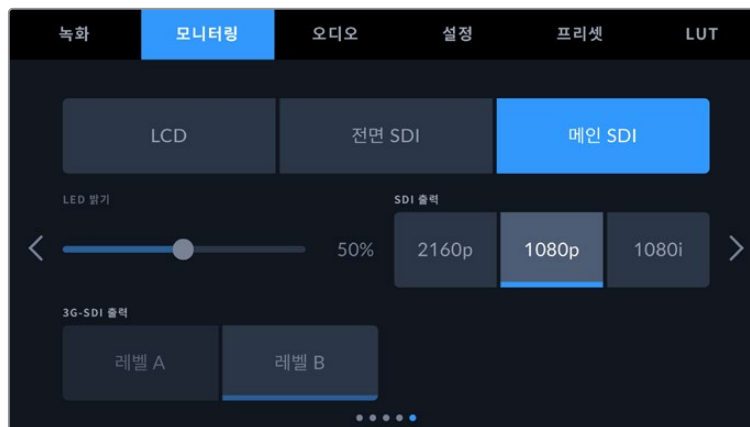 녹화 모니터링 오디오 설정 프리셋 LUT
LCD 전면 SDI 메인 SDI
LED 밝기 SDI 출력
50% 2160p 1080p 1080i
3G-SDI 출력
레벨 A 레벨 B